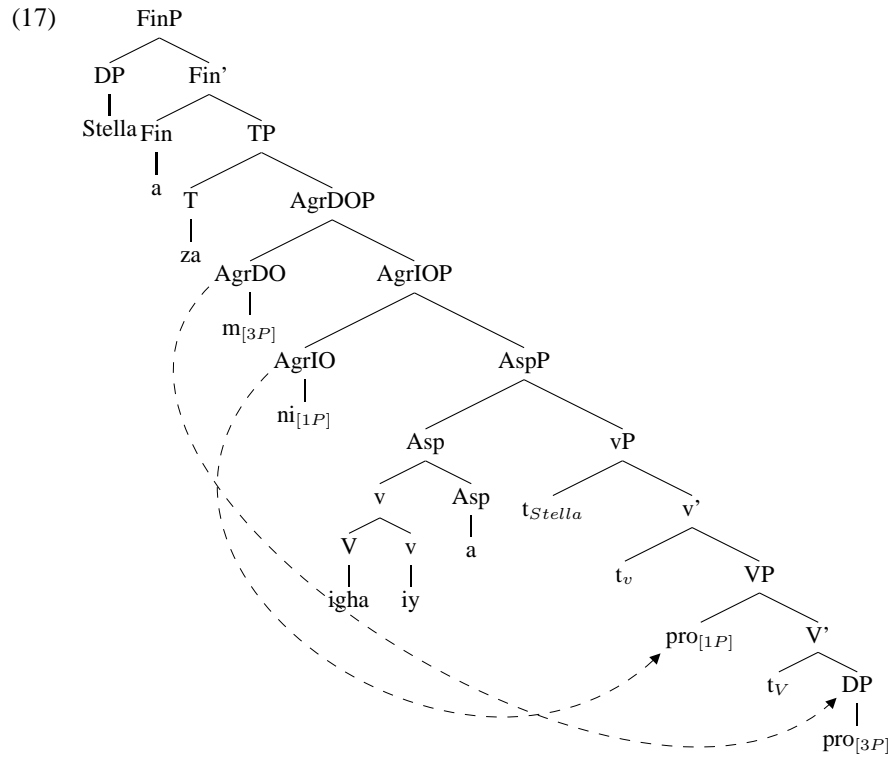 (17) FinP
DP Fin’
Stella Fin TP
a T AgrDOP
za AgrDO AgrIOP
m[3P] AgrIO AspP
ni[1P] Asp vP
v Asp tStella v’
V v a tv VP
igha iy pro[1P] V’
tV DP
pro[3P]